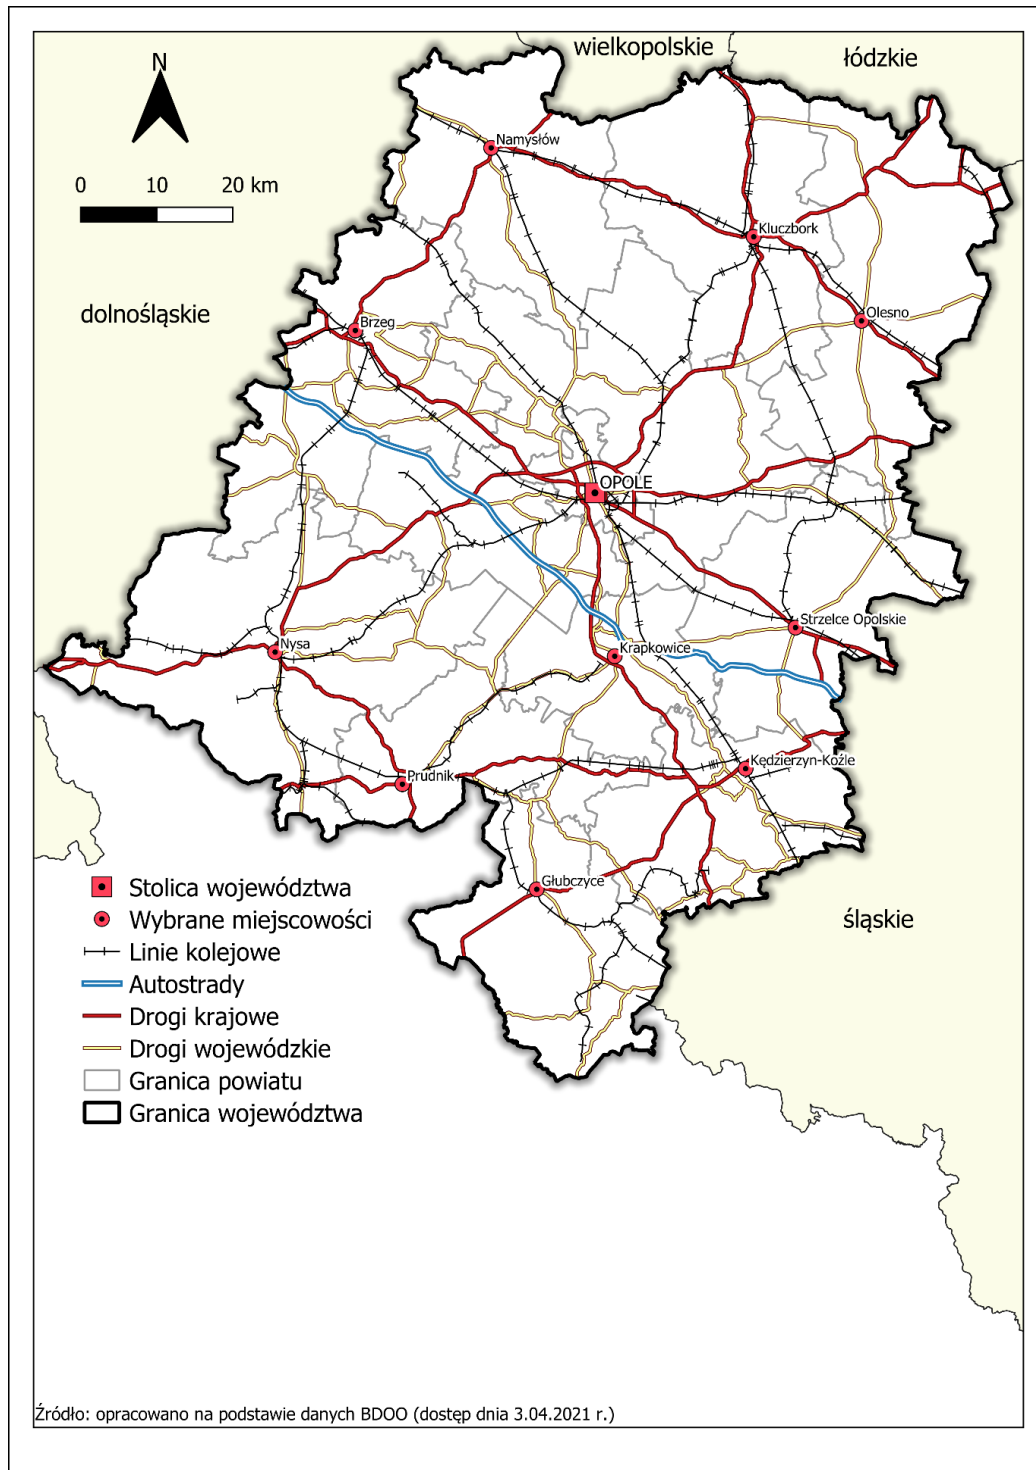 wielkopolskie
łódzkie
N
Namysłów
0 10 20 km
Kluczbork
dolnośląskie
Olesno
Brzeg
OPOLE
Strzelce Opolskie
Nysa
Krapkowice
Kędzierzyn-Koźle
Prudnik
Głubczyce
śląskie
Stolica województwa
Wybrane miejscowości
Linie kolejowe
Autostrady
Drogi krajowe
Drogi wojewódzkie
Granica powiatu
Granica województwa
Źródło: opracowano na podstawie danych BDOO (dostęp dnia 3.04.2021 r.)